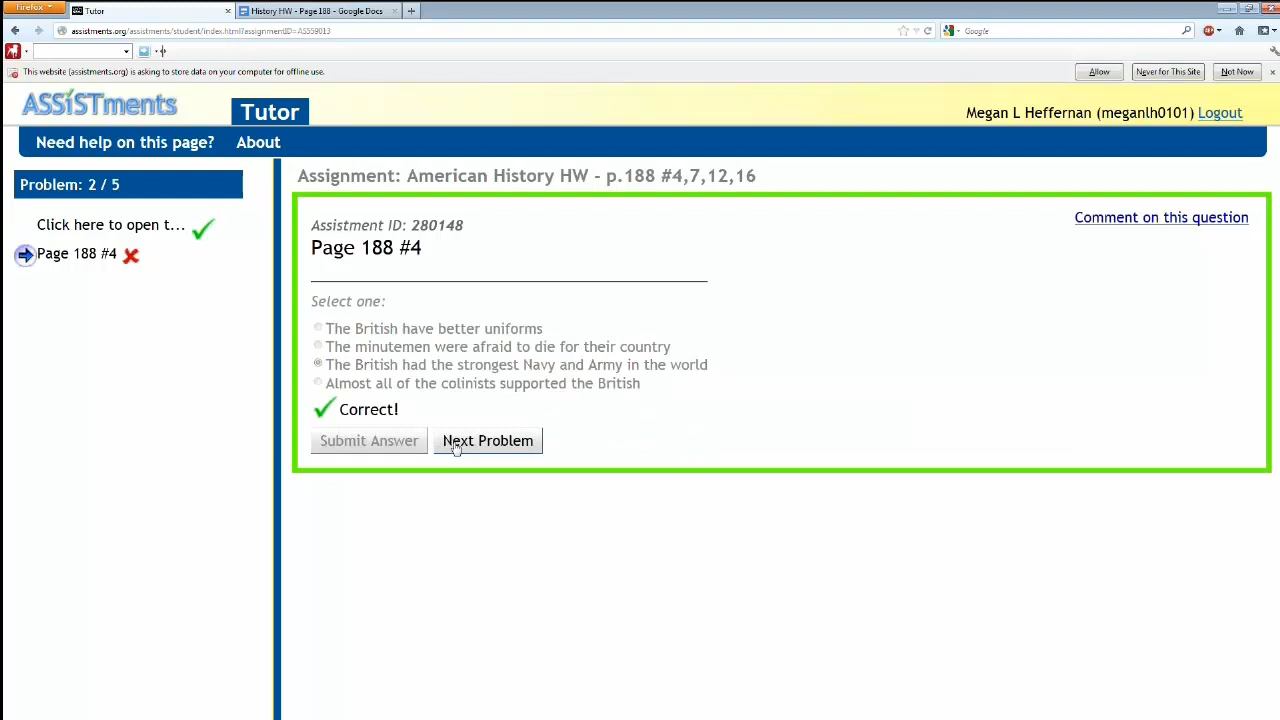 Firefox
Tutor
History HW - Page 188 - Google Docs
assistments.org/assistments/student/index.html?assignmentID=AS559013
Google
This website (assistments.org) is asking to store data on your computer for offline use.
Allow
Never for This Site
Not Now
ASSiSTments
Tutor
Megan L Heffernan (meganlh0101) Logout
Need help on this page?
About
Problem: 2 / 5
Click here to open t...
Page 188 #4
Assignment: American History HW - p.188 #4,7,12,16
Assistment ID: 280148
Comment on this question
Page 188 #4
Select one:
The British have better uniforms
The minutemen were afraid to die for their country
The British had the strongest Navy and Army in the world
Almost all of the colinists supported the British
Correct!
Submit Answer
Next Problem